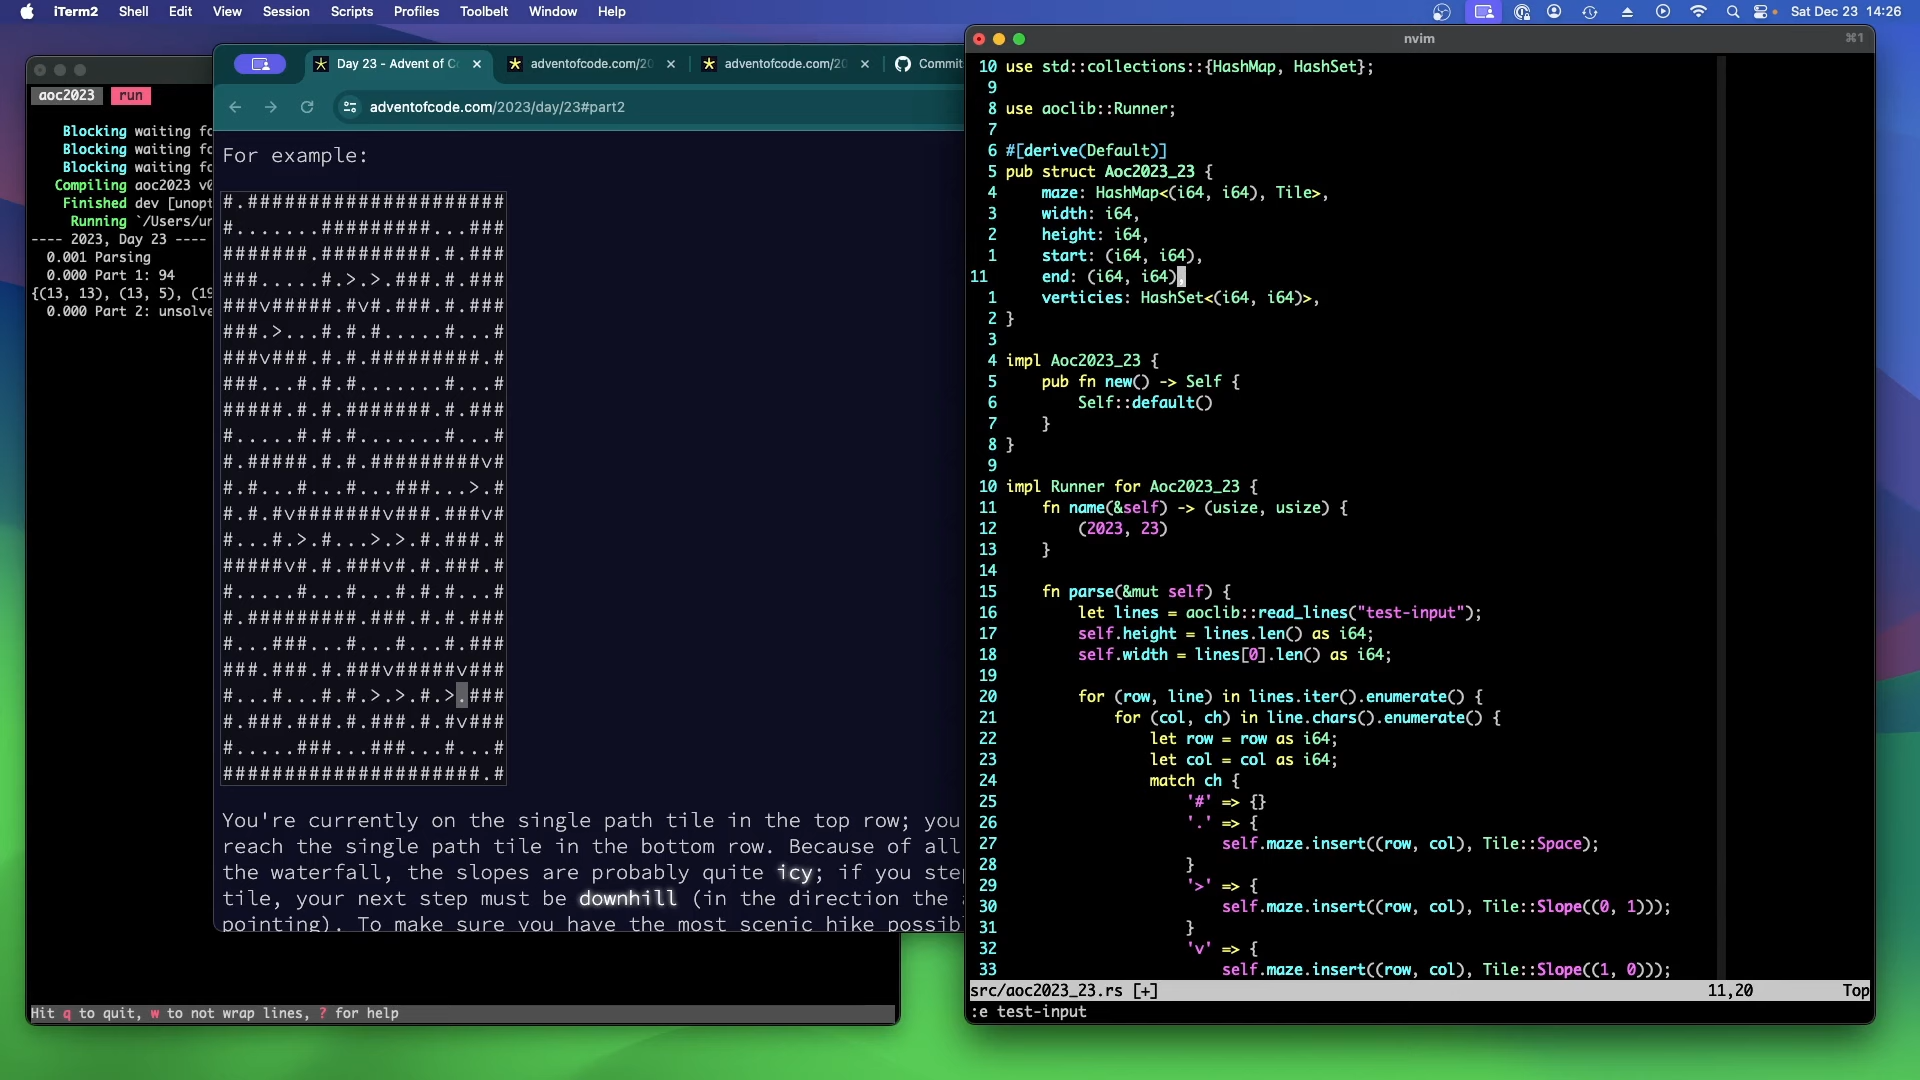 iTerm2 Shell Edit View Session Scripts Profiles Toolbelt Window Help Sat Dec 23 14:26
aoc2023 run
Blocking waiting fo
Blocking waiting fo
Blocking waiting fo
Compiling aoc2023 v0
Finished dev [unopt
Running `/Users/ur
---- 2023, Day 23 ----
0.001 Parsing
0.000 Part 1: 94
{(13, 13), (13, 5), (19
0.000 Part 2: unsolve
Hit q to quit, w to not wrap lines, ? for help
Day 23 - Advent of C
adventofcode.com/20
adventofcode.com/20
Commit
adventofcode.com/2023/day/23#part2
For example:
#.#####################
#.......#########...###
#######.#########.#.###
###.....#.>.>.###.#.###
###v#####.#v#.###.#.###
###.>...#.#.#.....#...#
###v###.#.#.#########.#
###...#.#.#.......#...#
#####.#.#.#######.#.###
#.....#.#.#.......#...#
#.#####.#.#.#########v#
#.#...#...#...###...>.#
#.#.#v#######v###.###v#
#...#.>.#...>.>.#.###.#
#####v#.#.###v#.#.###.#
#.....#...#...#.#.#...#
#.#########.###.#.#.###
#...###...#...#...#.###
###.###.#.###v#####v###
#...#...#.#.>.>.#.>.###
#.###.###.#.###.#.#v###
#.....###...###...#...#
#####################.#
You're currently on the single path tile in the top row; you
reach the single path tile in the bottom row. Because of all
the waterfall, the slopes are probably quite icy; if you step
tile, your next step must be downhill (in the direction the a
pointing). To make sure you have the most scenic hike possib
nvim ⌘1
10 use std::collections::{HashMap, HashSet};
9
8 use aoclib::Runner;
7
6 #[derive(Default)]
5 pub struct Aoc2023_23 {
4 maze: HashMap<(i64, i64), Tile>,
3 width: i64,
2 height: i64,
1 start: (i64, i64),
11 end: (i64, i64),
1 verticies: HashSet<(i64, i64)>,
2 }
3
4 impl Aoc2023_23 {
5 pub fn new() -> Self {
6 Self::default()
7 }
8 }
9
10 impl Runner for Aoc2023_23 {
11 fn name(&self) -> (usize, usize) {
12 (2023, 23)
13 }
14
15 fn parse(&mut self) {
16 let lines = aoclib::read_lines("test-input");
17 self.height = lines.len() as i64;
18 self.width = lines[0].len() as i64;
19
20 for (row, line) in lines.iter().enumerate() {
21 for (col, ch) in line.chars().enumerate() {
22 let row = row as i64;
23 let col = col as i64;
24 match ch {
25 '#' => {}
26 '.' => {
27 self.maze.insert((row, col), Tile::Space);
28 }
29 '>' => {
30 self.maze.insert((row, col), Tile::Slope((0, 1)));
31 }
32 'v' => {
33 self.maze.insert((row, col), Tile::Slope((1, 0)));
src/aoc2023_23.rs [+] 11,20 Top
:e test-input